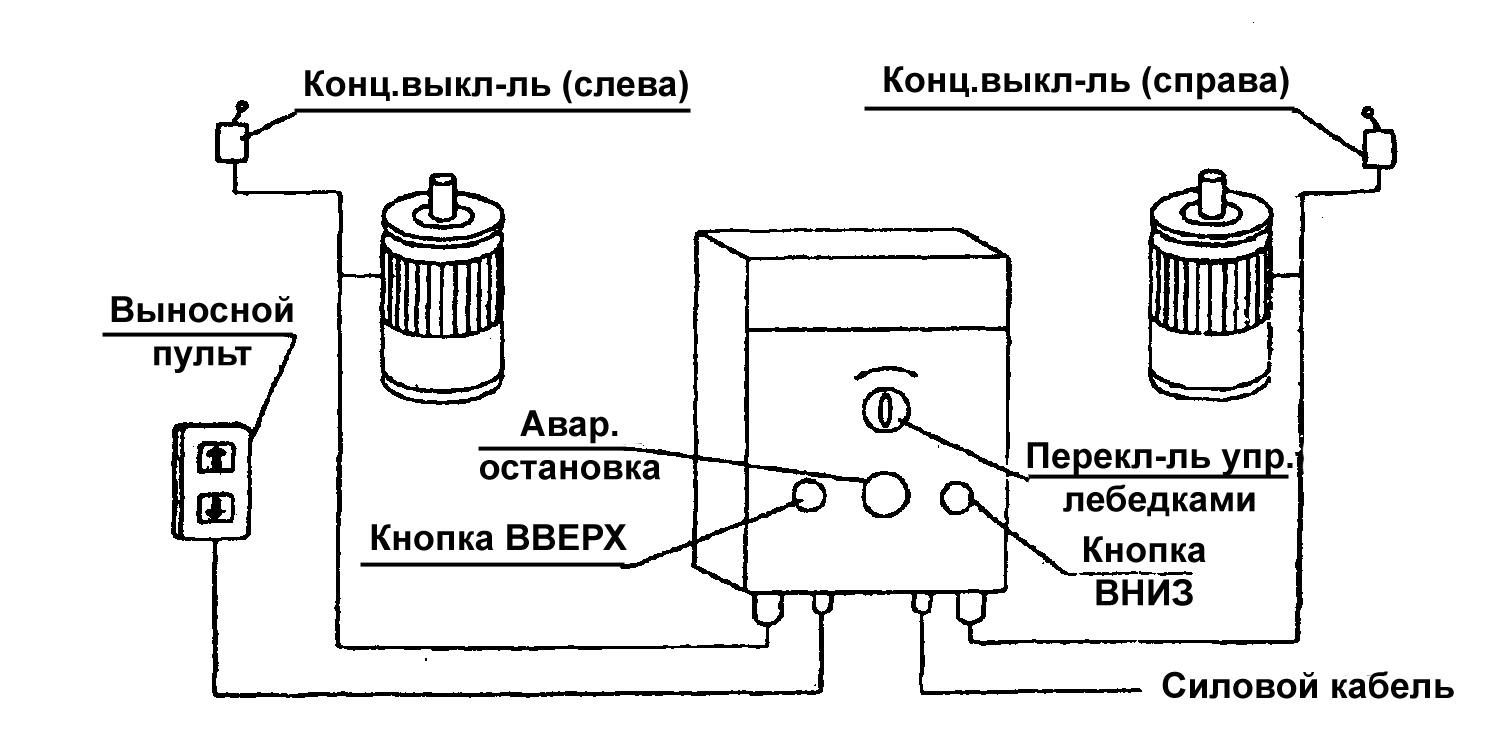 Конц.выкл-ль (слева)
Конц.выкл-ль (справа)
Выносной
пульт
Авар.
остановка
Перекл-ль упр.
лебедками
Кнопка ВВЕРХ
Кнопка
ВНИЗ
Силовой кабель